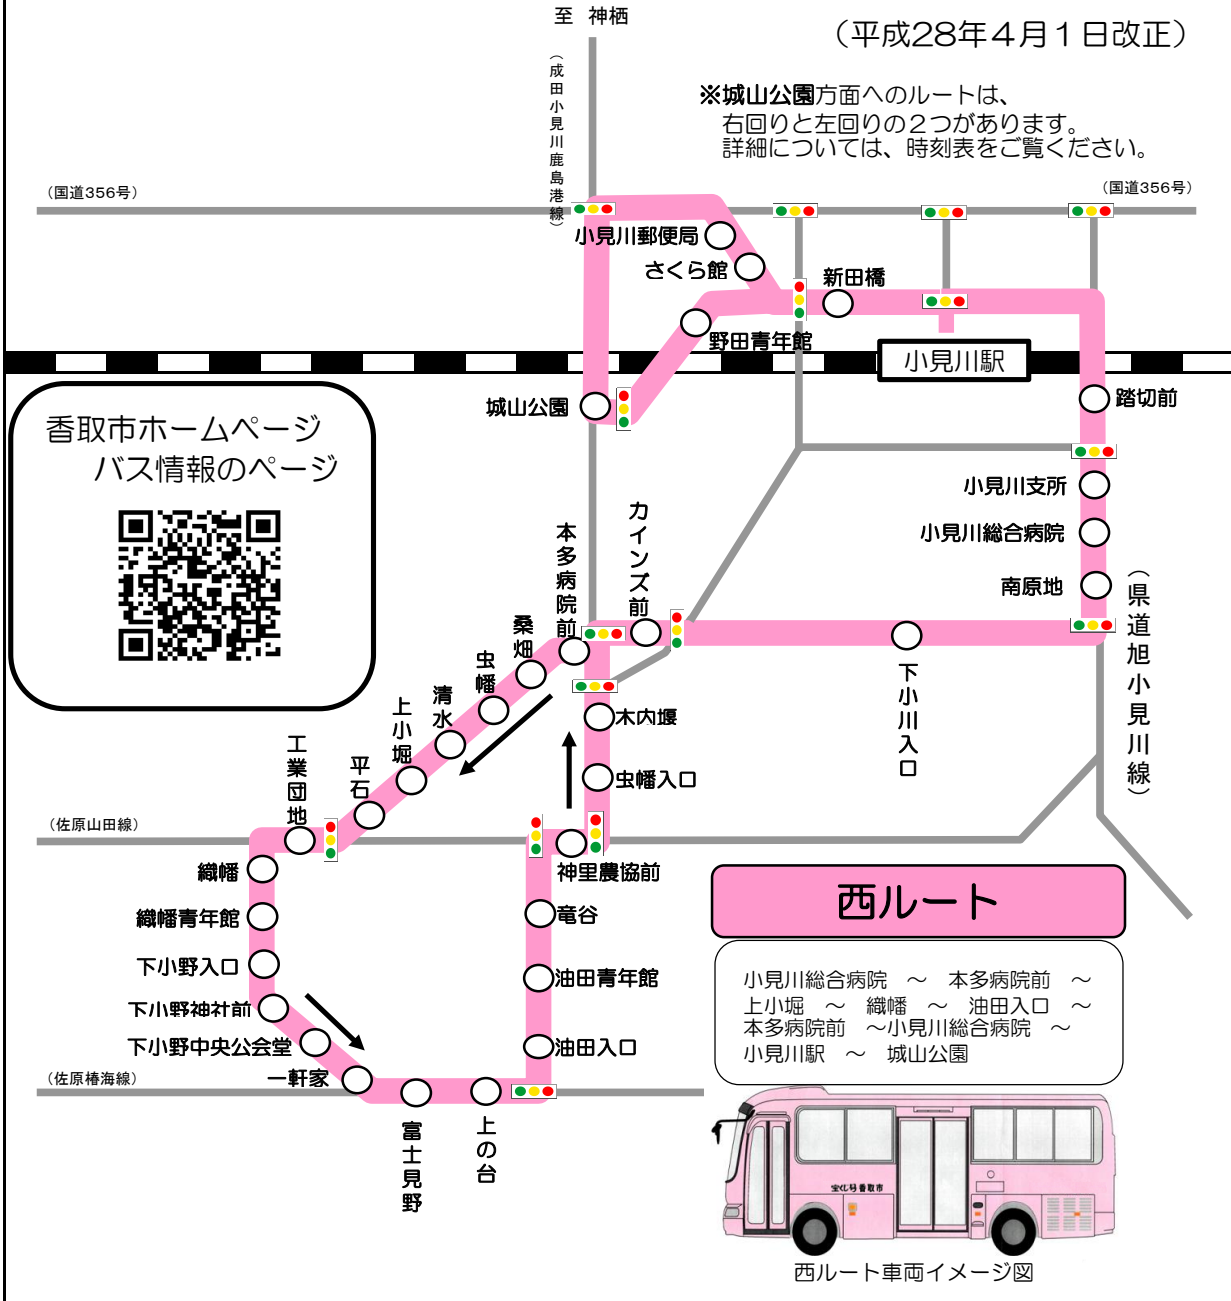 至 神栖
（平成28年４月１日改正）
（成田小見川鹿島港線）
※城山公園方面へのルートは、
右回りと左回りの２つがあります。
詳細については、時刻表をご覧ください。
（国道356号）
（国道356号）
小見川郵便局
さくら館
新田橋
野田青年館
小見川駅
城山公園
踏切前
香取市ホームページ
バス情報のページ
小見川支所
小見川総合病院
南原地
（県道旭小見川線）
カインズ前
本多病院前
桑畑
虫幡
清水
上小堀
平石
工業団地
下小川入口
木内堰
虫幡入口
（佐原山田線）
神里農協前
織幡
織幡青年館
下小野入口
下小野神社前
下小野中央公会堂
一軒家
竜谷
油田青年館
油田入口
（佐原椿海線）
富士見野
上の台
西ルート
小見川総合病院 ～ 本多病院前 ～
上小堀 ～ 織幡 ～ 油田入口 ～
本多病院前 ～小見川総合病院 ～
小見川駅 ～ 城山公園
宝くじ号香取市
西ルート車両イメージ図